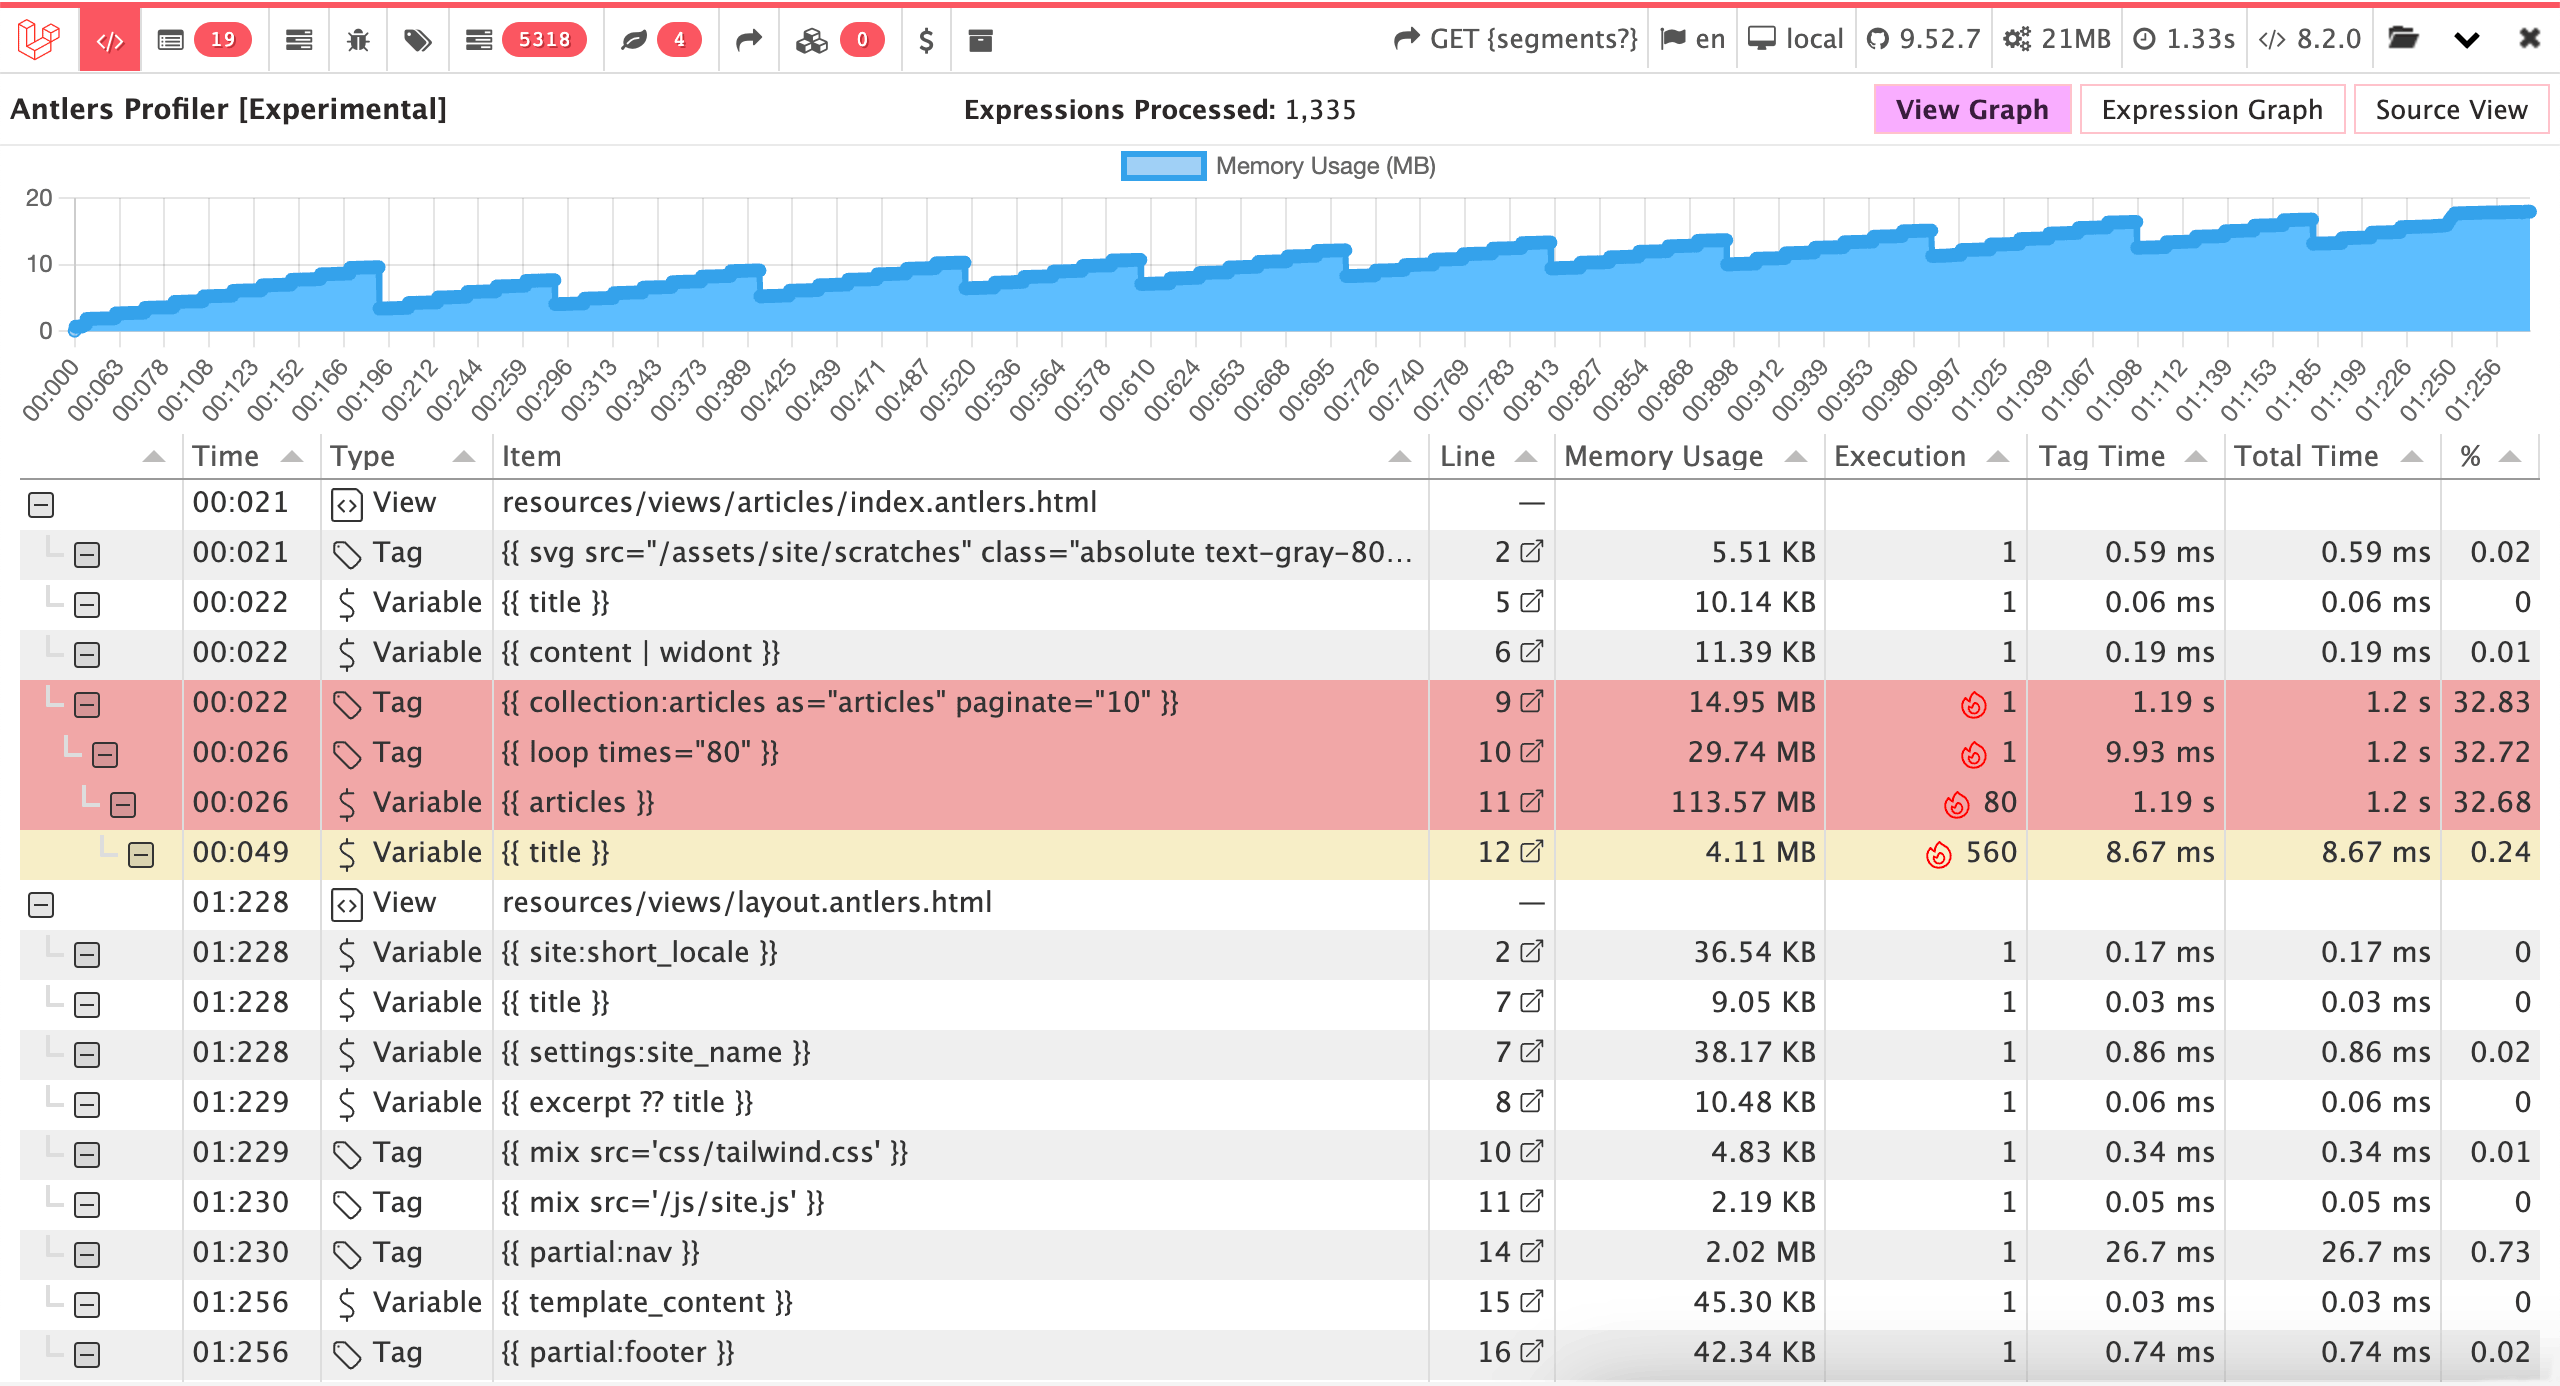 19 5318 4 0 GET {segments?} en local 9.52.7 21MB 1.33s 8.2.0
Antlers Profiler [Experimental] Expressions Processed: 1,335 View Graph Expression Graph Source View
Memory Usage (MB)
20
10
0
00:000 00:063 00:078 00:108 00:123 00:152 00:166 00:196 00:212 00:244 00:259 00:296 00:313 00:343 00:373 00:389 00:425 00:439 00:471 00:487 00:520 00:536 00:564 00:578 00:610 00:624 00:653 00:668 00:695 00:726 00:740 00:769 00:783 00:813 00:827 00:854 00:868 00:898 00:912 00:939 00:953 00:980 00:997 01:025 01:039 01:067 01:098 01:112 01:139 01:153 01:185 01:199 01:226 01:250 01:256
Time Type Item Line Memory Usage Execution Tag Time Total Time %
00:021 View resources/views/articles/index.antlers.html —
00:021 Tag {{ svg src="/assets/site/scratches" class="absolute text-gray-80... 2 5.51 KB 1 0.59 ms 0.59 ms 0.02
00:022 Variable {{ title }} 5 10.14 KB 1 0.06 ms 0.06 ms 0
00:022 Variable {{ content | widont }} 6 11.39 KB 1 0.19 ms 0.19 ms 0.01
00:022 Tag {{ collection:articles as="articles" paginate="10" }} 9 14.95 MB 1 1.19 s 1.2 s 32.83
00:026 Tag {{ loop times="80" }} 10 29.74 MB 1 9.93 ms 1.2 s 32.72
00:026 Variable {{ articles }} 11 113.57 MB 80 1.19 s 1.2 s 32.68
00:049 Variable {{ title }} 12 4.11 MB 560 8.67 ms 8.67 ms 0.24
01:228 View resources/views/layout.antlers.html —
01:228 Variable {{ site:short_locale }} 2 36.54 KB 1 0.17 ms 0.17 ms 0
01:228 Variable {{ title }} 7 9.05 KB 1 0.03 ms 0.03 ms 0
01:228 Variable {{ settings:site_name }} 7 38.17 KB 1 0.86 ms 0.86 ms 0.02
01:229 Variable {{ excerpt ?? title }} 8 10.48 KB 1 0.06 ms 0.06 ms 0
01:229 Tag {{ mix src='css/tailwind.css' }} 10 4.83 KB 1 0.34 ms 0.34 ms 0.01
01:230 Tag {{ mix src='/js/site.js' }} 11 2.19 KB 1 0.05 ms 0.05 ms 0
01:230 Tag {{ partial:nav }} 14 2.02 MB 1 26.7 ms 26.7 ms 0.73
01:256 Variable {{ template_content }} 15 45.30 KB 1 0.03 ms 0.03 ms 0
01:256 Tag {{ partial:footer }} 16 42.34 KB 1 0.74 ms 0.74 ms 0.02